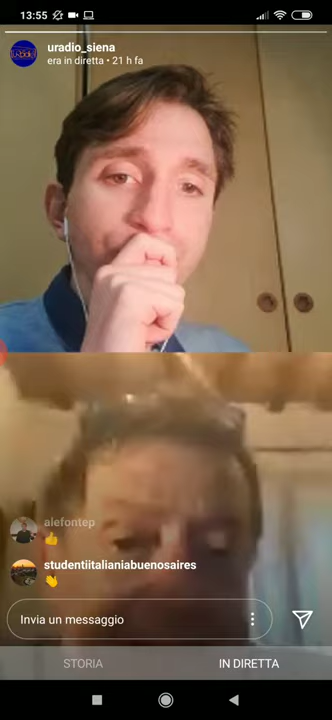 13:55
uradio_siena
era in diretta • 21 h fa
alefontep
👍
studentiitalianiabuenosaires
👏
Invia un messaggio
STORIA
IN DIRETTA